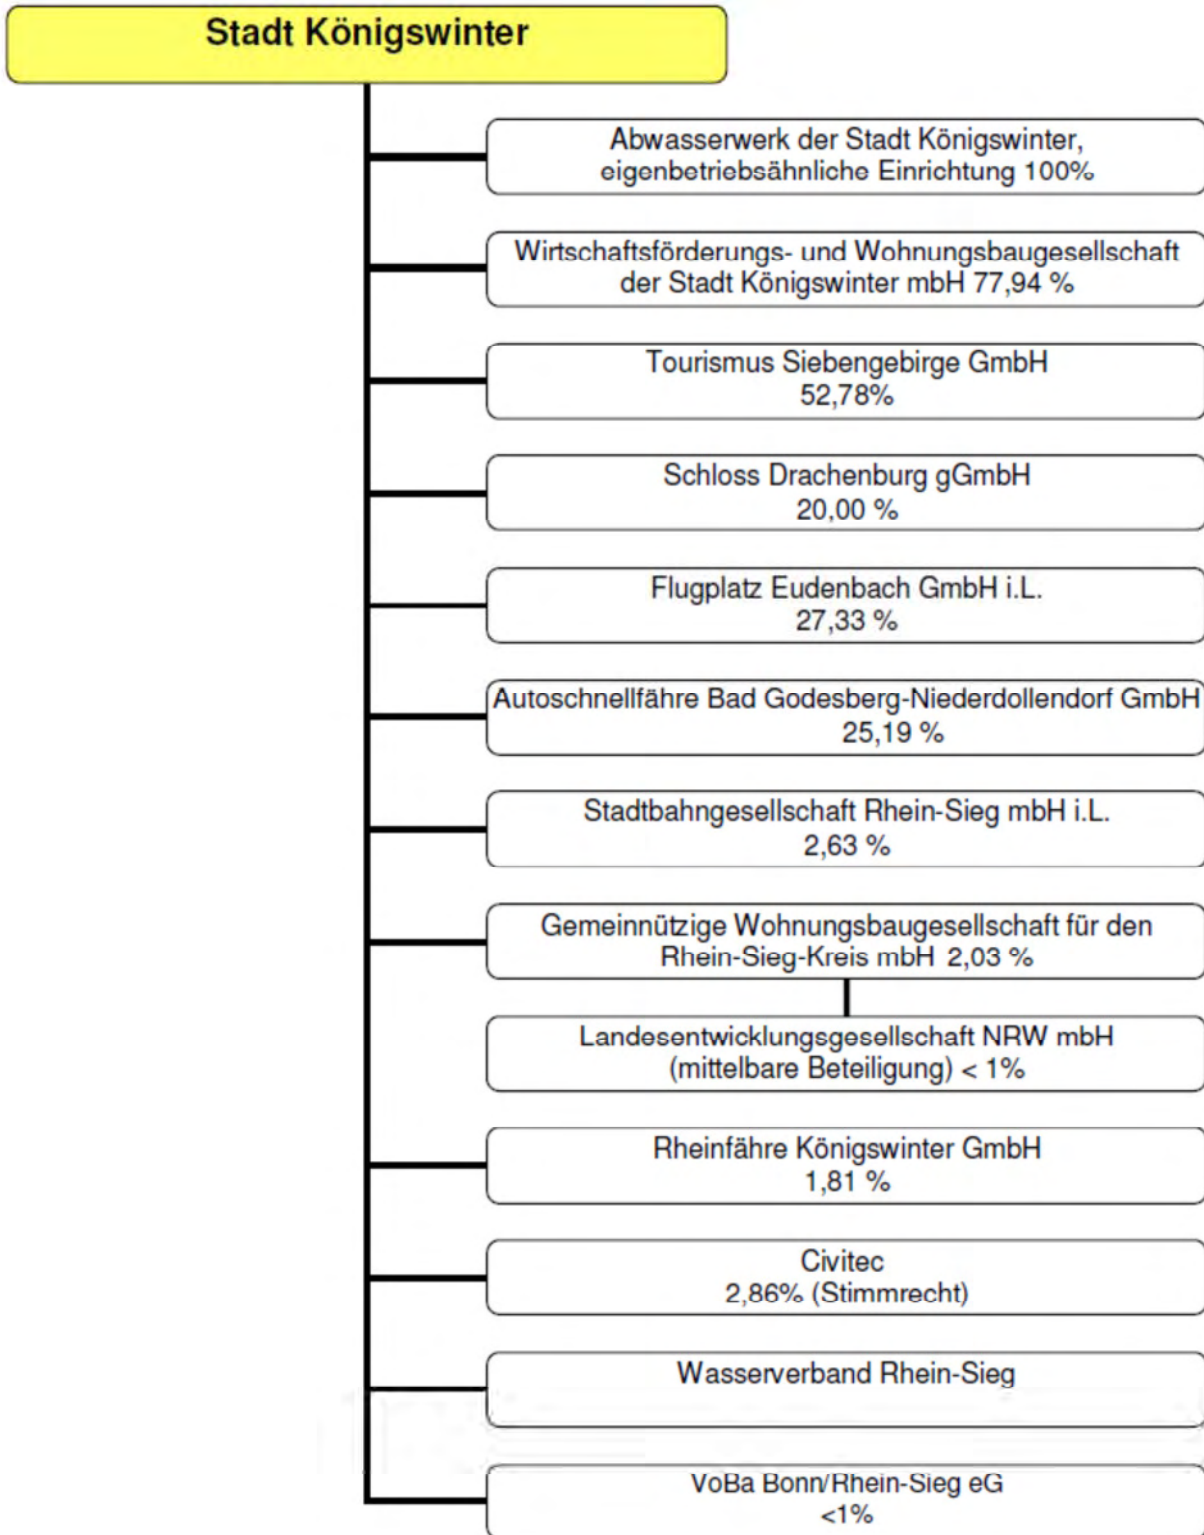 Stadt Königswinter
Abwasserwerk der Stadt Königswinter,
eigenbetriebsähnliche Einrichtung 100%
Wirtschaftsförderungs- und Wohnungsbaugesellschaft
der Stadt Königswinter mbH 77,94 %
Tourismus Siebengebirge GmbH
52,78%
Schloss Drachenburg gGmbH
20,00 %
Flugplatz Eudenbach GmbH i.L.
27,33 %
Autoschnellfähre Bad Godesberg-Niederdollendorf GmbH
25,19 %
Stadtbahngesellschaft Rhein-Sieg mbH i.L.
2,63 %
Gemeinnützige Wohnungsbaugesellschaft für den
Rhein-Sieg-Kreis mbH 2,03 %
Landesentwicklungsgesellschaft NRW mbH
(mittelbare Beteiligung) < 1%
Rheinfähre Königswinter GmbH
1,81 %
Civitec
2,86% (Stimmrecht)
Wasserverband Rhein-Sieg
VoBa Bonn/Rhein-Sieg eG
<1%